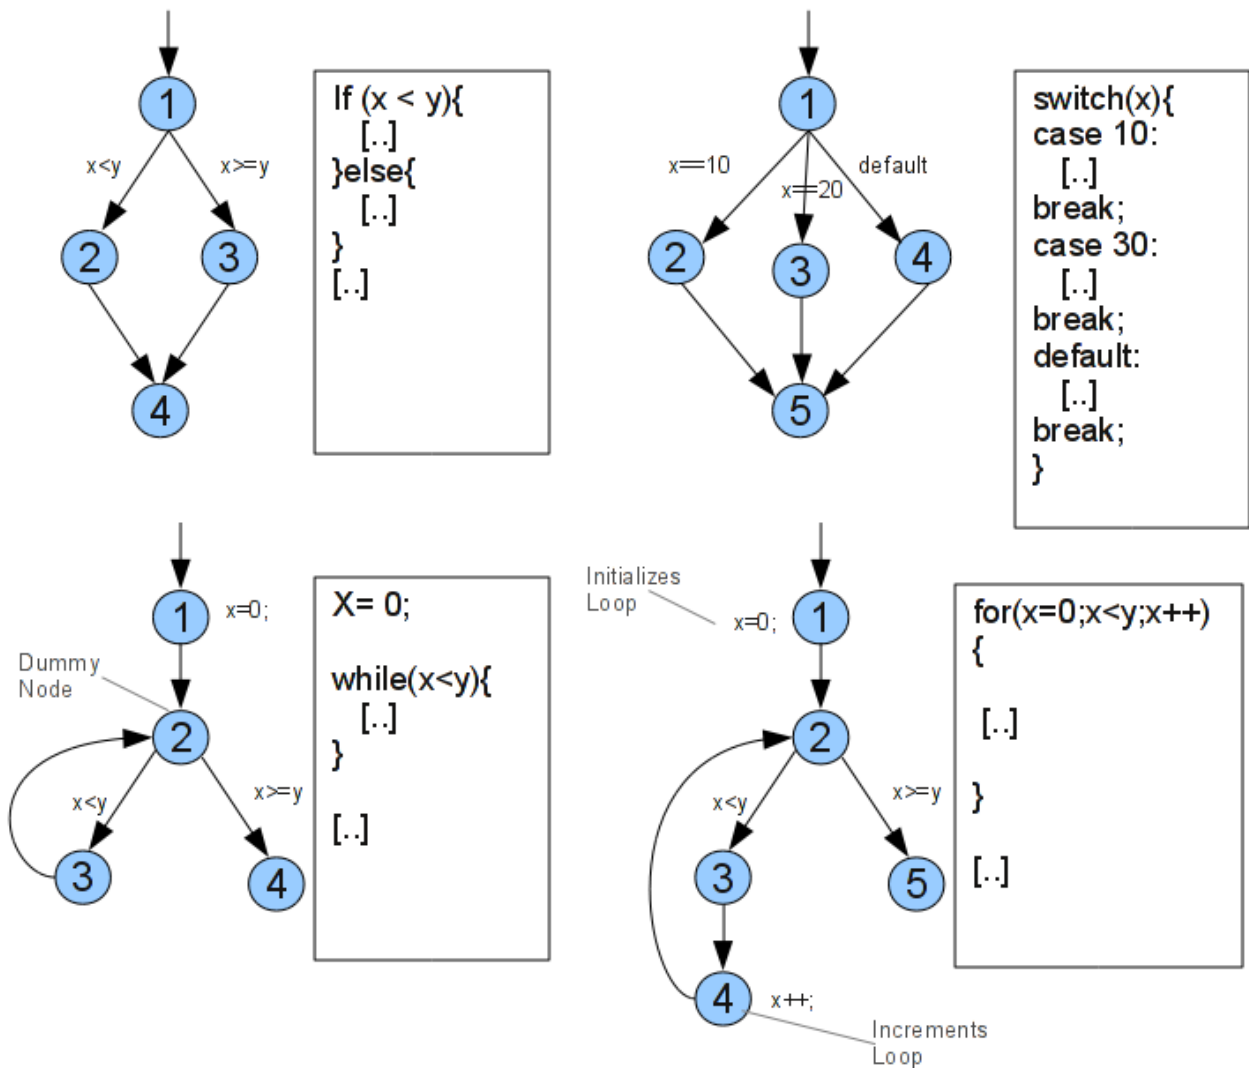 1
x<y
x>=y
2
3
4
If (x < y){
[..]
}else{
[..]
}
[..]
1
x==10
x==20
default
2
3
4
5
switch(x){
case 10:
[..]
break;
case 30:
[..]
break;
default:
[..]
break;
}
1
x=0;
Dummy
Node
2
x<y
x>=y
3
4
X= 0;
while(x<y){
[..]
}
[..]
Initializes
Loop
x=0;
1
2
x<y
x>=y
3
5
4
x++;
Increments
Loop
for(x=0;x<y;x++)
{
[..]
}
[..]